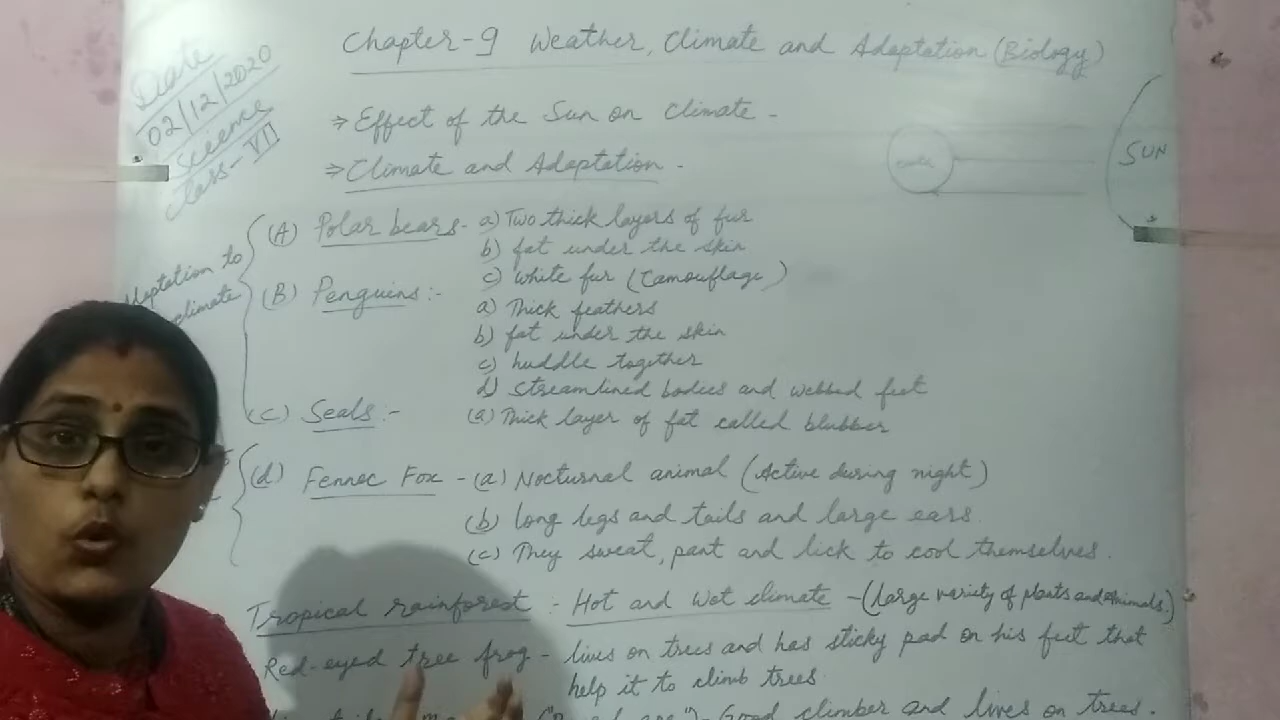 Date
02/12/2020
Science
Class-VII
Chapter-9 Weather, Climate and Adaptation (Biology)
⇒ Effect of the Sun on Climate -
⇒ Climate and Adaptation -
earth
SUN
Adaptation to
climate
(A) Polar bears - a) Two thick layers of fur
b) fat under the skin
c) white fur (Camouflage)
(B) Penguins :-
a) Thick feathers
b) fat under the skin
c) huddle together
d) streamlined bodies and webbed feet
(c) Seals :- (a) Thick layer of fat called blubber
(d) Fennec Fox - (a) Nocturnal animal (Active during night)
(b) long legs and tails and large ears.
(c) They sweat, pant and lick to cool themselves.
Tropical rainforest :- Hot and Wet climate - (large variety of plants and animals.)
Red-eyed tree frog - lives on trees and has sticky pad on his feet that
help it to climb trees.
- Good climber and lives on trees.